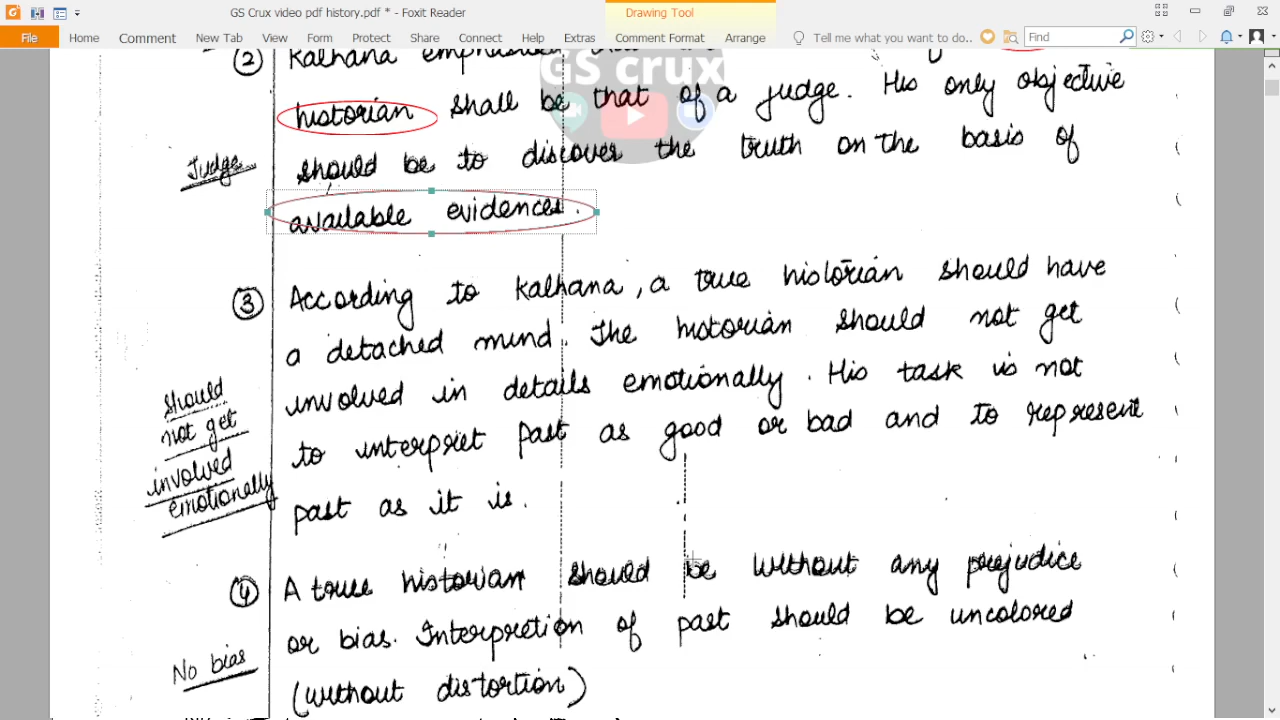 GS Crux video pdf history.pdf * - Foxit Reader
Drawing Tool
File Home Comment New Tab View Form Protect Share Connect Help Extras Comment Format Arrange Tell me what you want to do.. Find
② Kalhana
GS crux
historian shall be that of a judge. His only objective
Judge
should be to discover the truth on the basis of
available evidences.
③ According to Kalhana, a true historian should have
a detached mind. The historian should not get
involved in details emotionally. His task is not
to interpret past as good or bad and to represent
past as it is.
should
not get
involved
emotionally
④ A true historian should be without any prejudice
or bias. Interpretion of past should be uncolored
(without distortion)
No bias